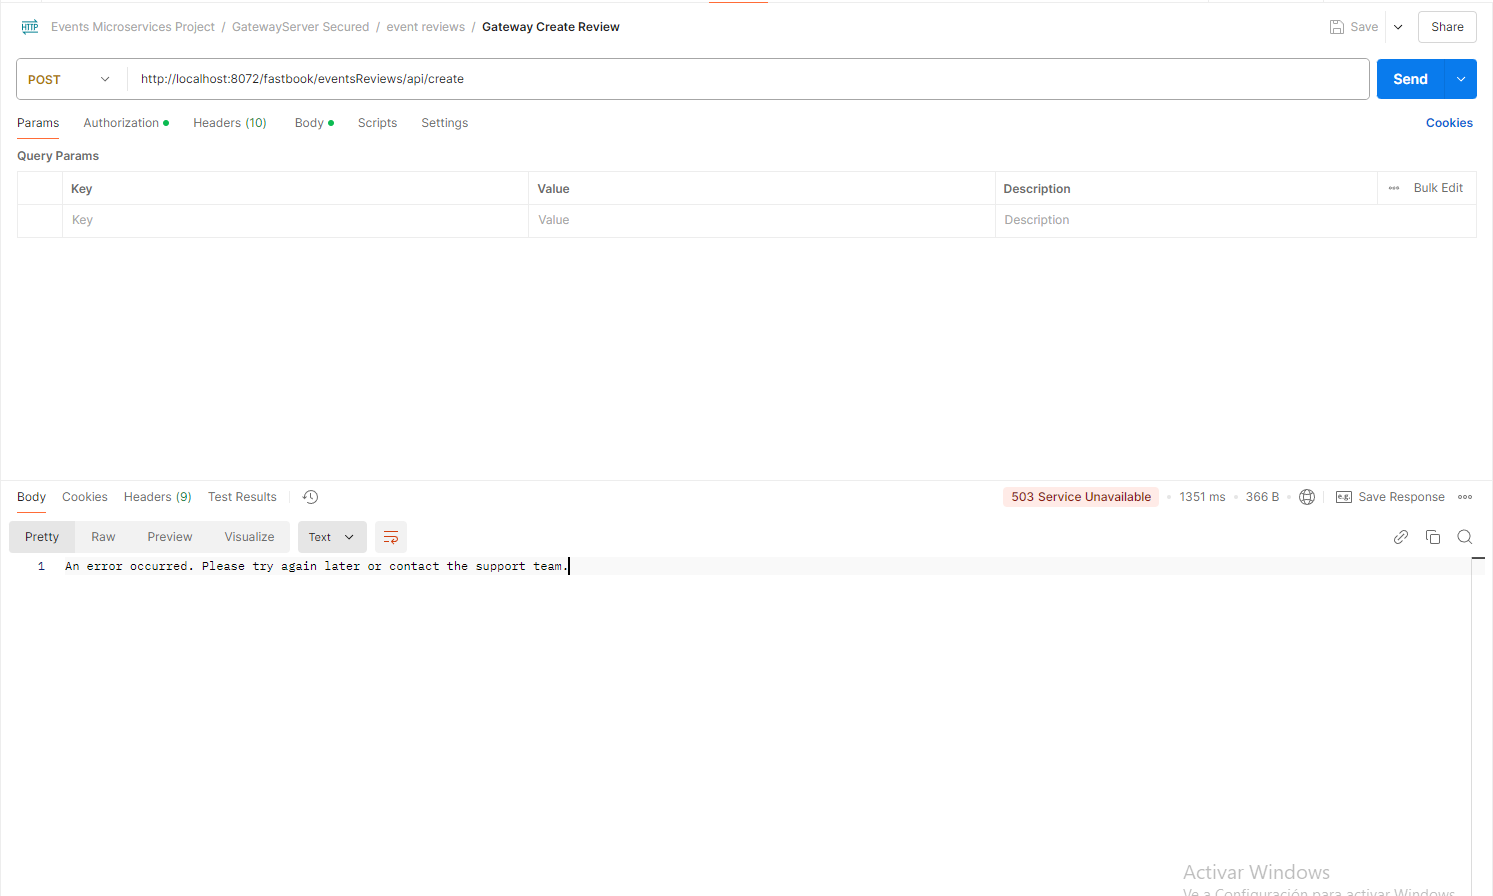 HTTP Events Microservices Project / GatewayServer Secured / event reviews / Gateway Create Review Save Share
POST http://localhost:8072/fastbook/eventsReviews/api/create Send
Params Authorization Headers (10) Body Scripts Settings Cookies
Query Params
Key Value Description Bulk Edit
Key Value Description
Body Cookies Headers (9) Test Results 503 Service Unavailable 1351 ms 366 B e.g. Save Response
Pretty Raw Preview Visualize Text
1 An error occurred. Please try again later or contact the support team.
Activar Windows
Ve a Configuración para activar Windows.